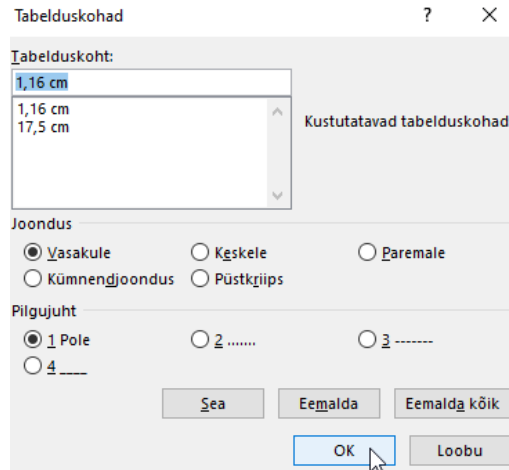 Tabelduskohad
Tabelduskoht:
1,16 cm
1,16 cm
17,5 cm
Kustutatavad tabelduskohad
Joondus
Vasakule Keskele Paremale
Kümnendjoondus Püstkriips
Pilgujuht
1 Pole 2 ....... 3 -------
4 ____
Sea Eemalda Eemalda kõik
OK Loobu